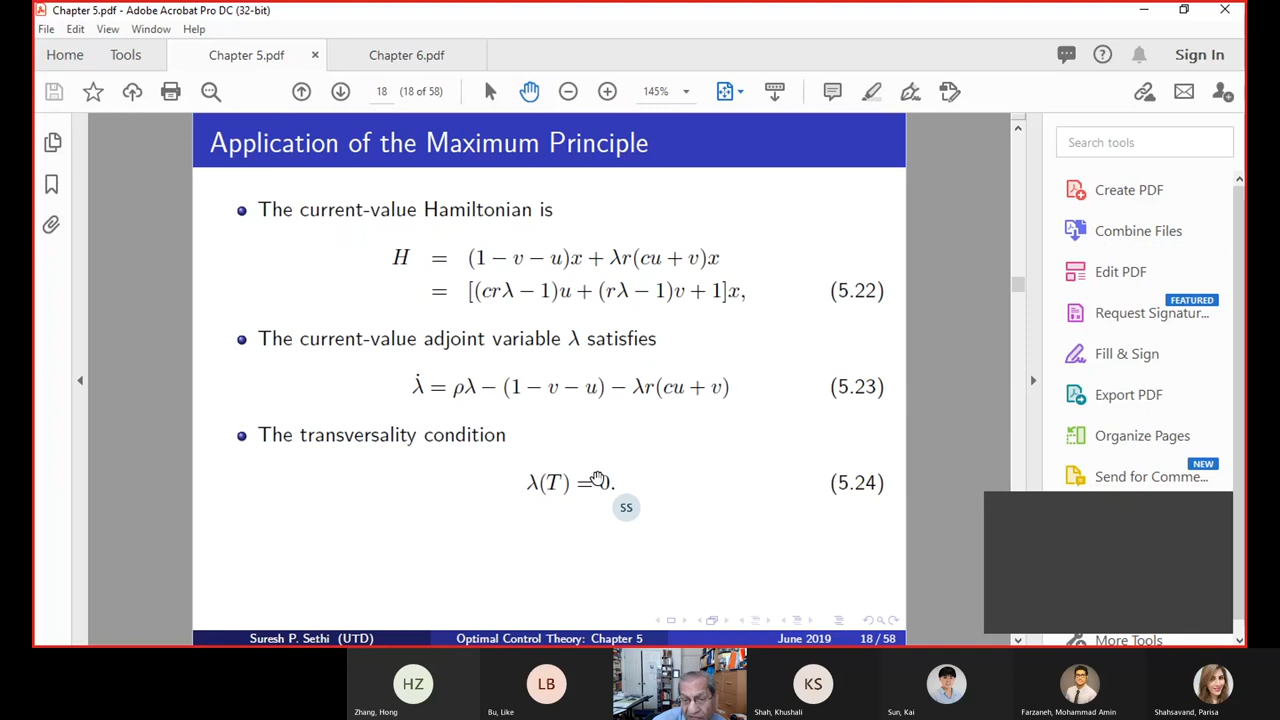 Chapter 5.pdf - Adobe Acrobat Pro DC (32-bit)
File Edit View Window Help
Home Tools Chapter 5.pdf × Chapter 6.pdf Sign In
18 (18 of 58) 145%
Application of the Maximum Principle
The current-value Hamiltonian is
H = (1 − v − u)x + λr(cu + v)x
= [(crλ − 1)u + (rλ − 1)v + 1]x, (5.22)
The current-value adjoint variable λ satisfies
λ̇ = ρλ − (1 − v − u) − λr(cu + v) (5.23)
The transversality condition
λ(T) = 0. (5.24)
SS
Suresh P. Sethi (UTD) Optimal Control Theory: Chapter 5 June 2019 18 / 58
Search tools
Create PDF
Combine Files
Edit PDF
FEATURED
Request Signatur...
Fill & Sign
Export PDF
Organize Pages
NEW
Send for Comme...
More Tools
HZ LB KS
Zhang, Hong Bu, Like Shah, Khushali Sun, Kai Farzaneh, Mohammad Amin Shahsavand, Parisa